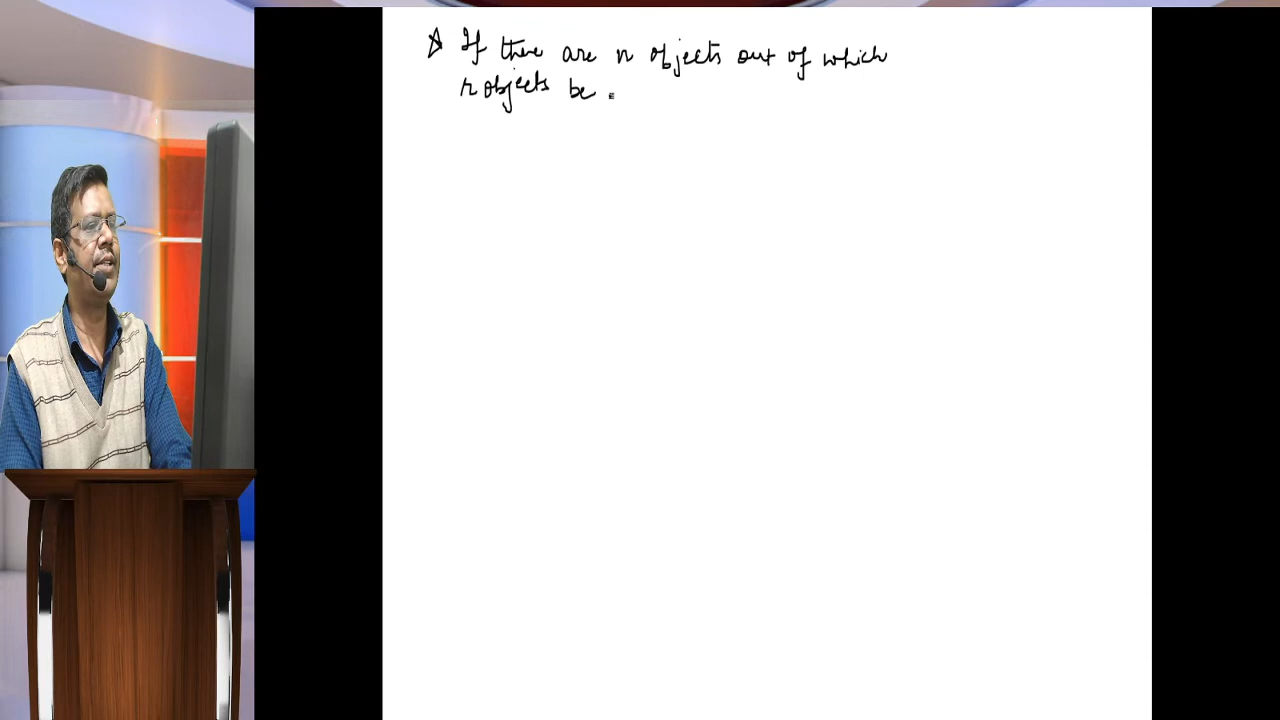 ☆ If there are n objects out of which
r objects be